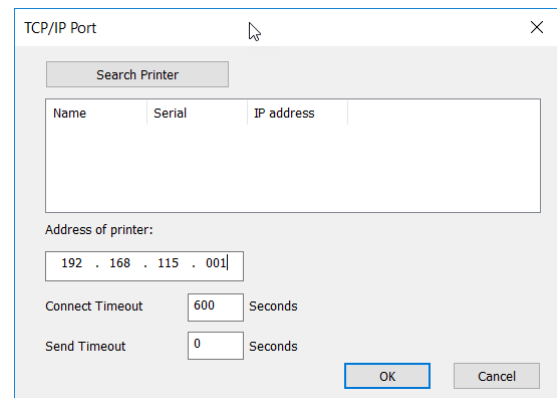 TCP/IP Port
Search Printer
Name Serial IP address
Address of printer:
192 . 168 . 115 . 001
Connect Timeout 600 Seconds
Send Timeout 0 Seconds
OK Cancel